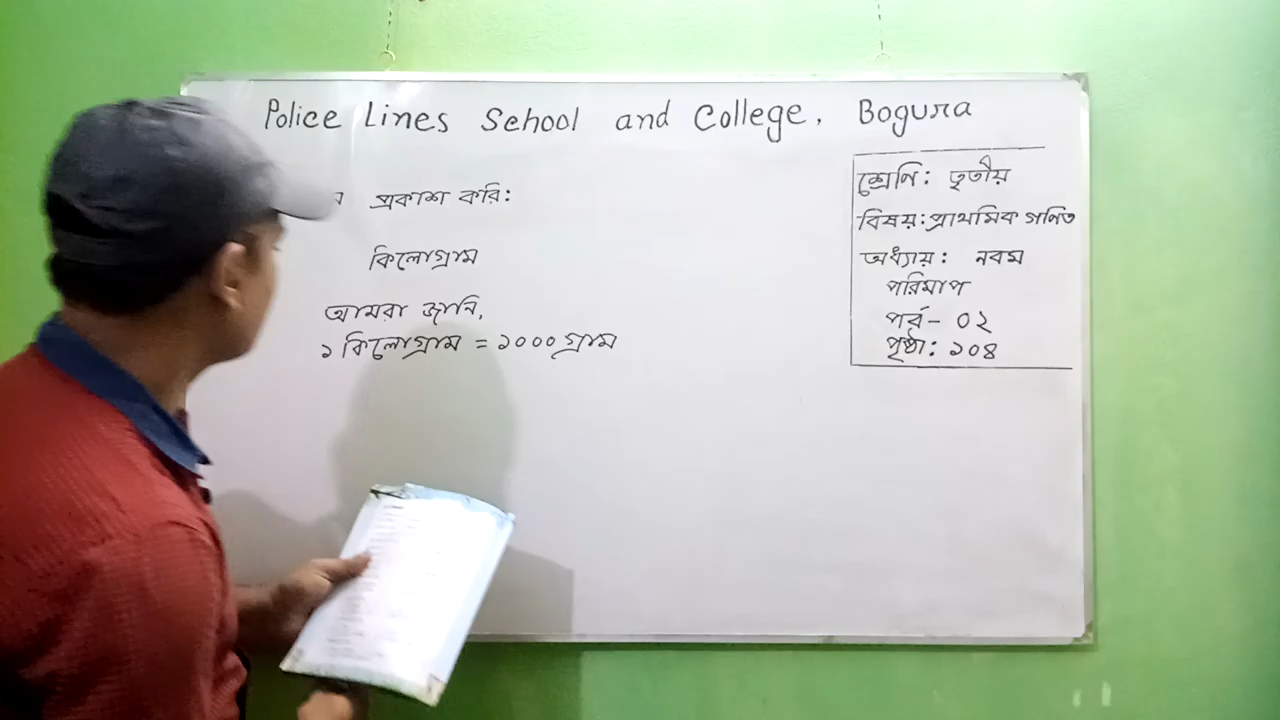 Police Lines School and College, Bogura
প্রকাশ করি:
কিলোগ্রাম
আমরা জানি,
১ কিলোগ্রাম = ১০০০ গ্রাম
শ্রেণি: তৃতীয়
বিষয়: প্রাথমিক গণিত
অধ্যায়: নবম
পরিমাপ
পর্ব- ০২
পৃষ্ঠা: ১০৪